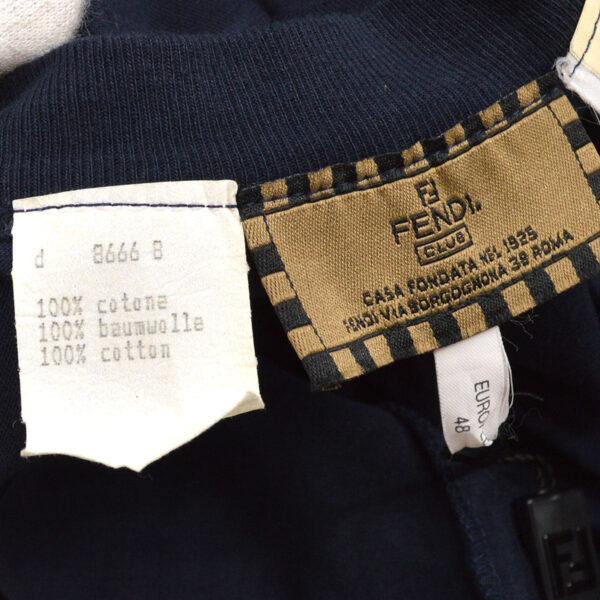 d 8666 8
100% cotone
100% baumwolle
100% cotton
FENDI
CLUB
CASA FONDATA NEL 1925
FENDI VIA BORGOGNONA 39 ROMA
48